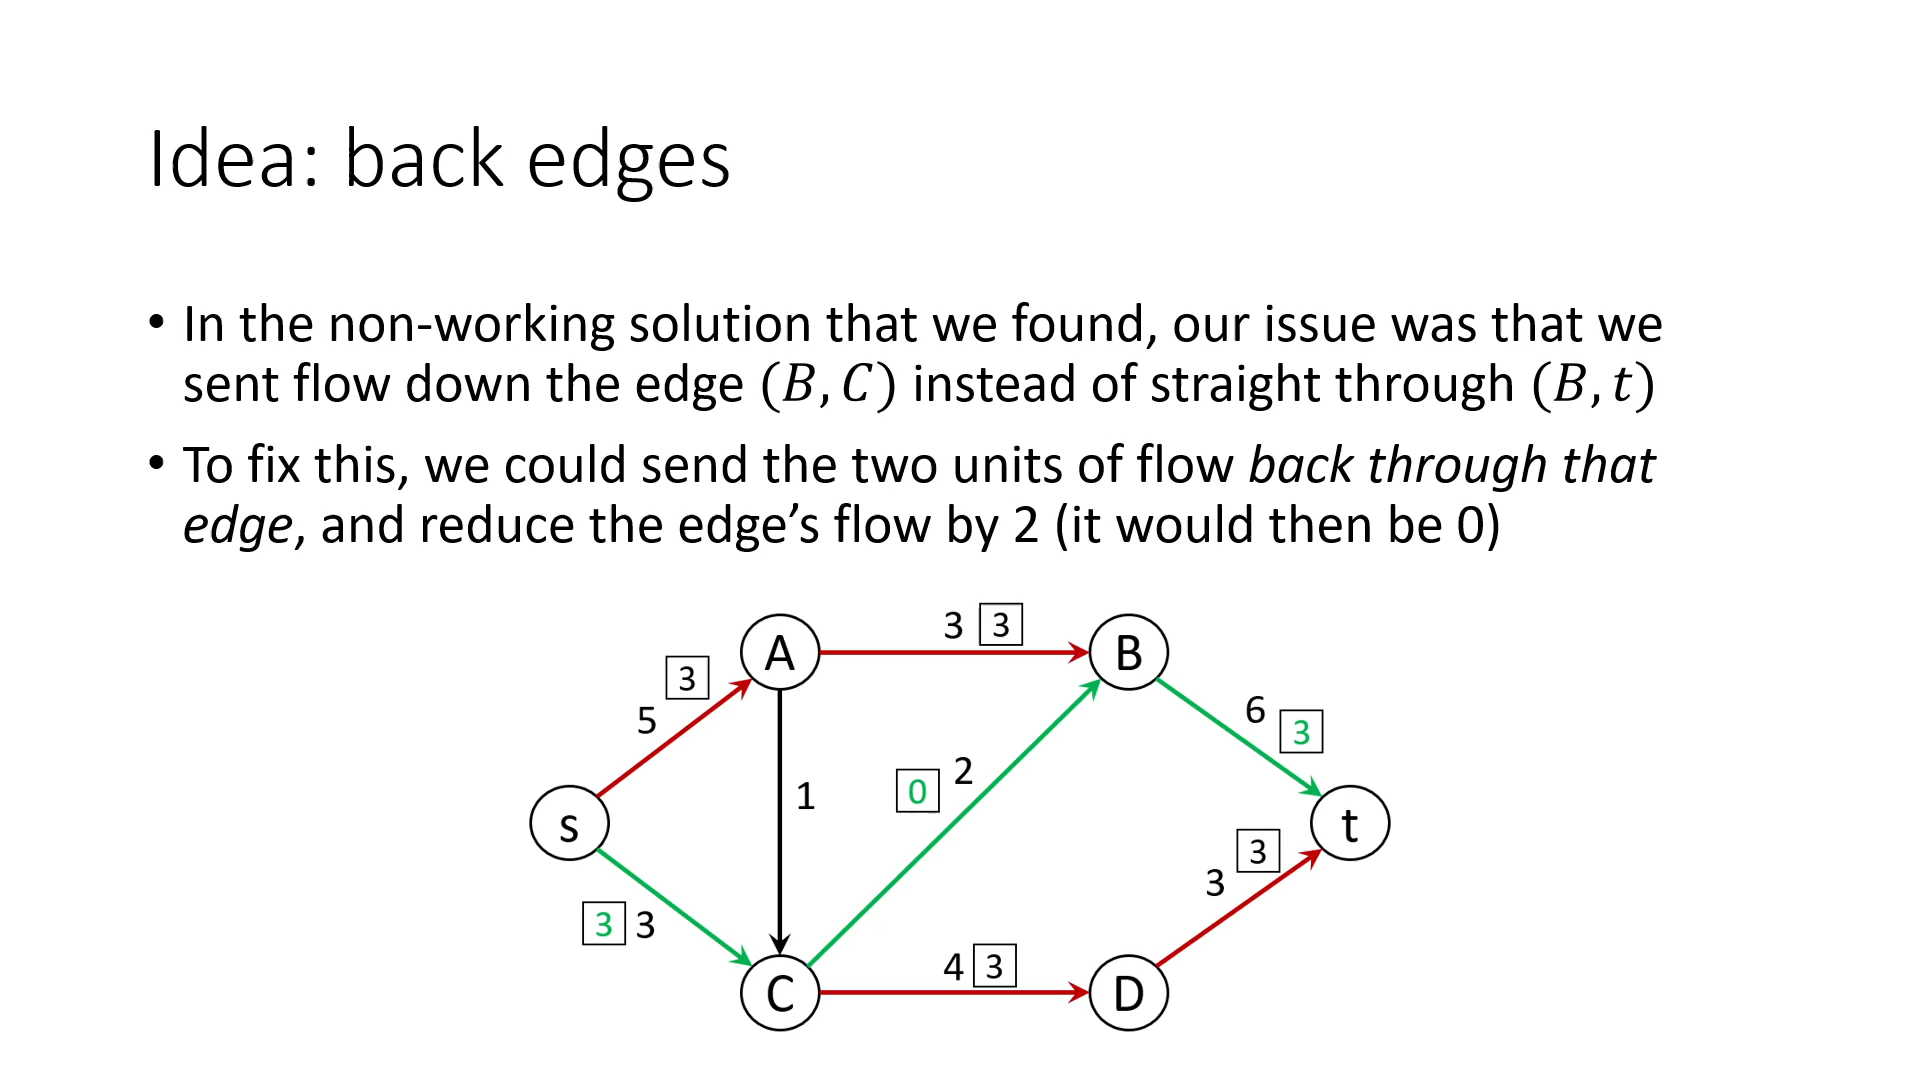 Idea: back edges
• In the non-working solution that we found, our issue was that we
sent flow down the edge (B, C) instead of straight through (B, t)
• To fix this, we could send the two units of flow back through that
edge, and reduce the edge’s flow by 2 (it would then be 0)
3 3
A
B
3
5
6
3
2
0
1
s
t
3
3
3 3
4 3
C
D